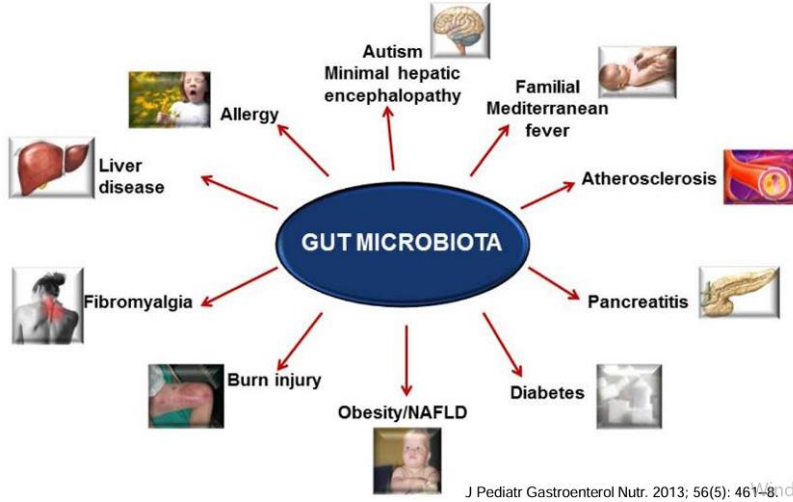 Autism
Minimal hepatic
encephalopathy
Familial
Mediterranean
fever
Allergy
Atherosclerosis
Liver
disease
GUT MICROBIOTA
Fibromyalgia
Pancreatitis
Burn injury
Diabetes
Obesity/NAFLD
J Pediatr Gastroenterol Nutr. 2013; 56(5): 461–8.
Wind